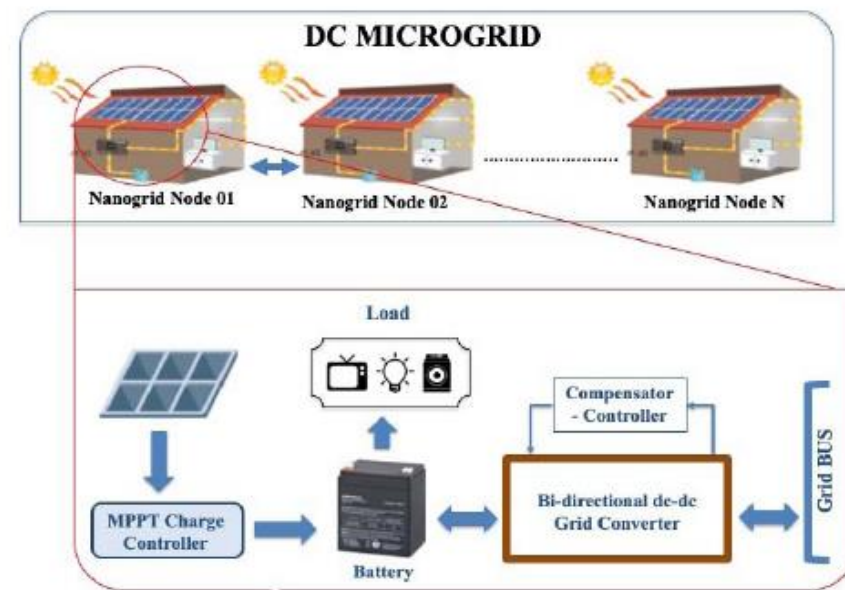 DC MICROGRID
Nanogrid Node 01
Nanogrid Node 02
Nanogrid Node N
Load
Compensator
- Controller
Grid BUS
MPPT Charge
Controller
Bi-directional dc-dc
Grid Converter
Battery